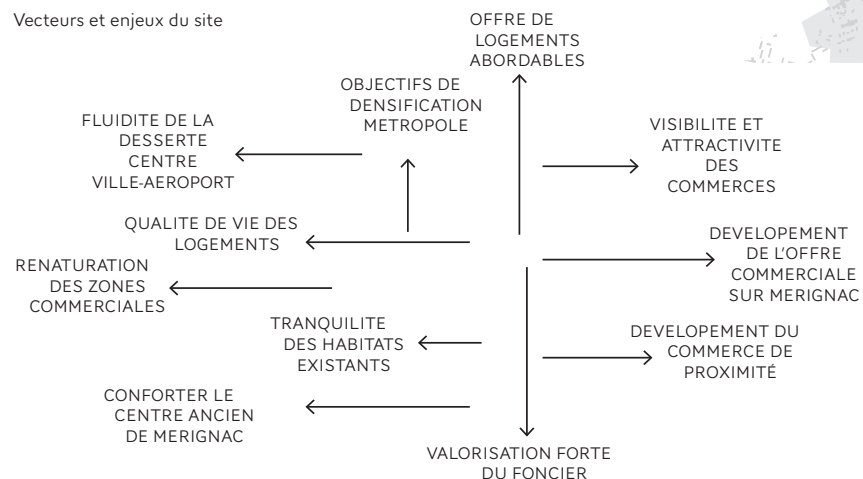 Vecteurs et enjeux du site
OFFRE DE
LOGEMENTS
ABORDABLES
OBJECTIFS DE
DENSIFICATION
METROPOLE
FLUIDITE DE LA
DESSERTE
CENTRE
VILLE-AEROPORT
VISIBILITE ET
ATTRACTIVITE
DES
COMMERCES
QUALITE DE VIE DES
LOGEMENTS
DEVELOPEMENT
DE L'OFFRE
COMMERCIALE
SUR MERIGNAC
RENATURATION
DES ZONES
COMMERCIALES
TRANQUILITE
DES HABITATS
EXISTANTS
DEVELOPEMENT DU
COMMERCE DE
PROXIMITÉ
CONFORTER LE
CENTRE ANCIEN
DE MERIGNAC
VALORISATION FORTE
DU FONCIER